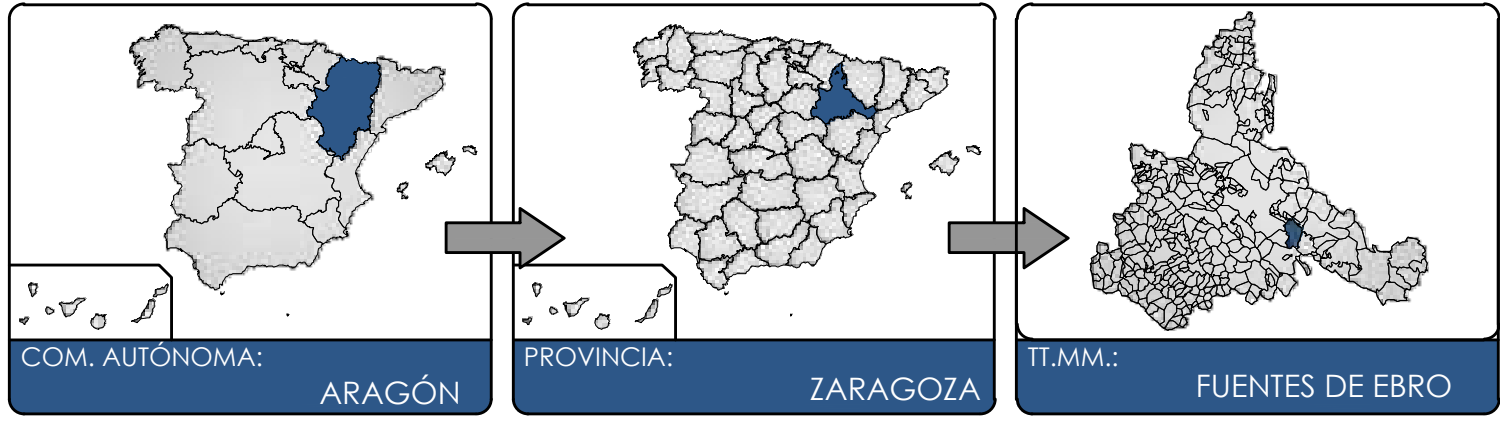 COM. AUTÓNOMA:
ARAGÓN
PROVINCIA:
ZARAGOZA
TT.MM.:
FUENTES DE EBRO